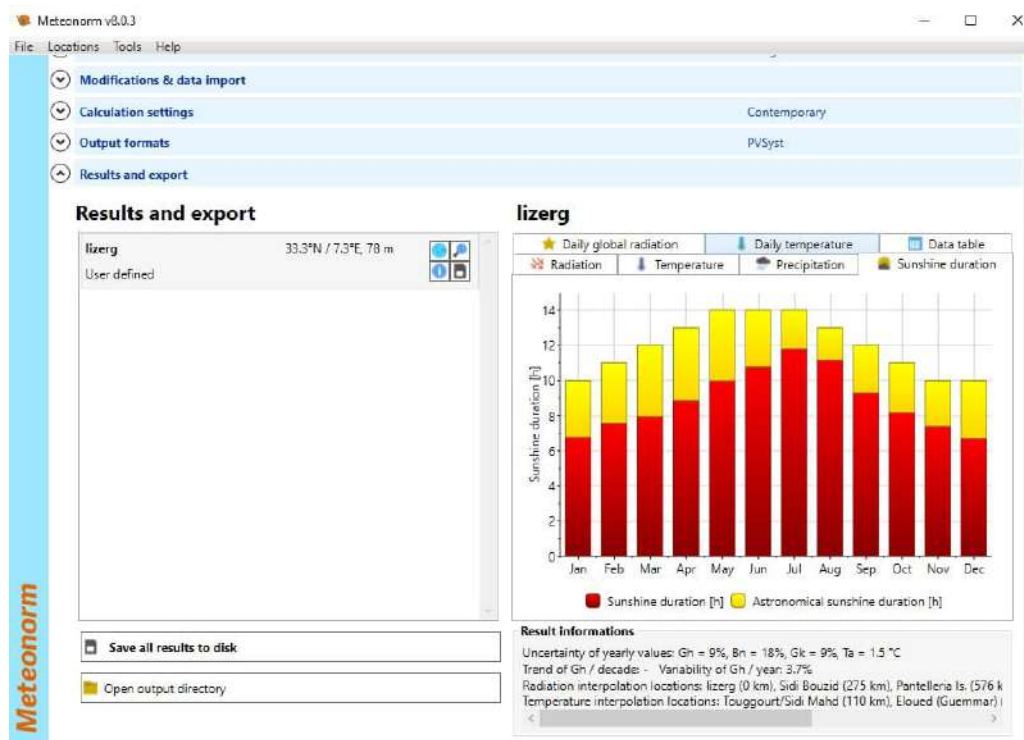 Meteonorm v8.0.3
File Locations Tools Help
Modifications & data import
Calculation settings Contemporary
Output formats PVSyst
Results and export
Results and export
lizerg 33.3°N / 7.3°E, 78 m
User defined
Save all results to disk
Open output directory
Meteonorm
lizerg
Daily global radiation Daily temperature Data table
Radiation Temperature Precipitation Sunshine duration
Sunshine duration [h]
14
12
10
8
6
4
2
0
Jan Feb Mar Apr May Jun Jul Aug Sep Oct Nov Dec
Sunshine duration [h] Astronomical sunshine duration [h]
Result informations
Uncertainty of yearly values: Gh = 9%, Bn = 18%, Gk = 9%, Ta = 1.5 °C
Trend of Gh / decade: - Variability of Gh / year: 3.7%
Radiation interpolation locations: lizerg (0 km), Sidi Bouzid (275 km), Pantelleria Is. (576 k
Temperature interpolation locations: Touggourt/Sidi Mahd (110 km), Eloued (Guemmar) (